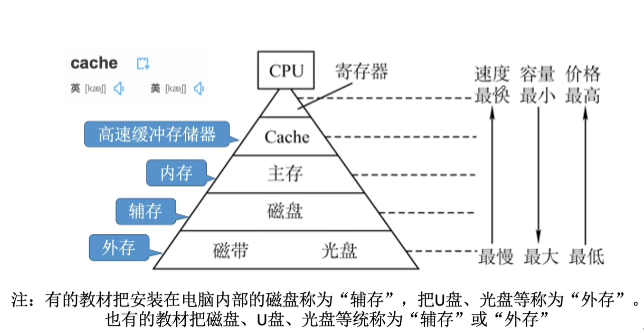 cache
英 [kæʃ] 美 [kæʃ]
CPU
寄存器
速度 容量 价格
最快 最小 最高
高速缓冲存储器
Cache
内存
主存
辅存
磁盘
外存
磁带 光盘
最慢 最大 最低
注：有的教材把安装在电脑内部的磁盘称为“辅存”，把U盘、光盘等称为“外存”。
也有的教材把磁盘、U盘、光盘等统称为“辅存”或“外存”